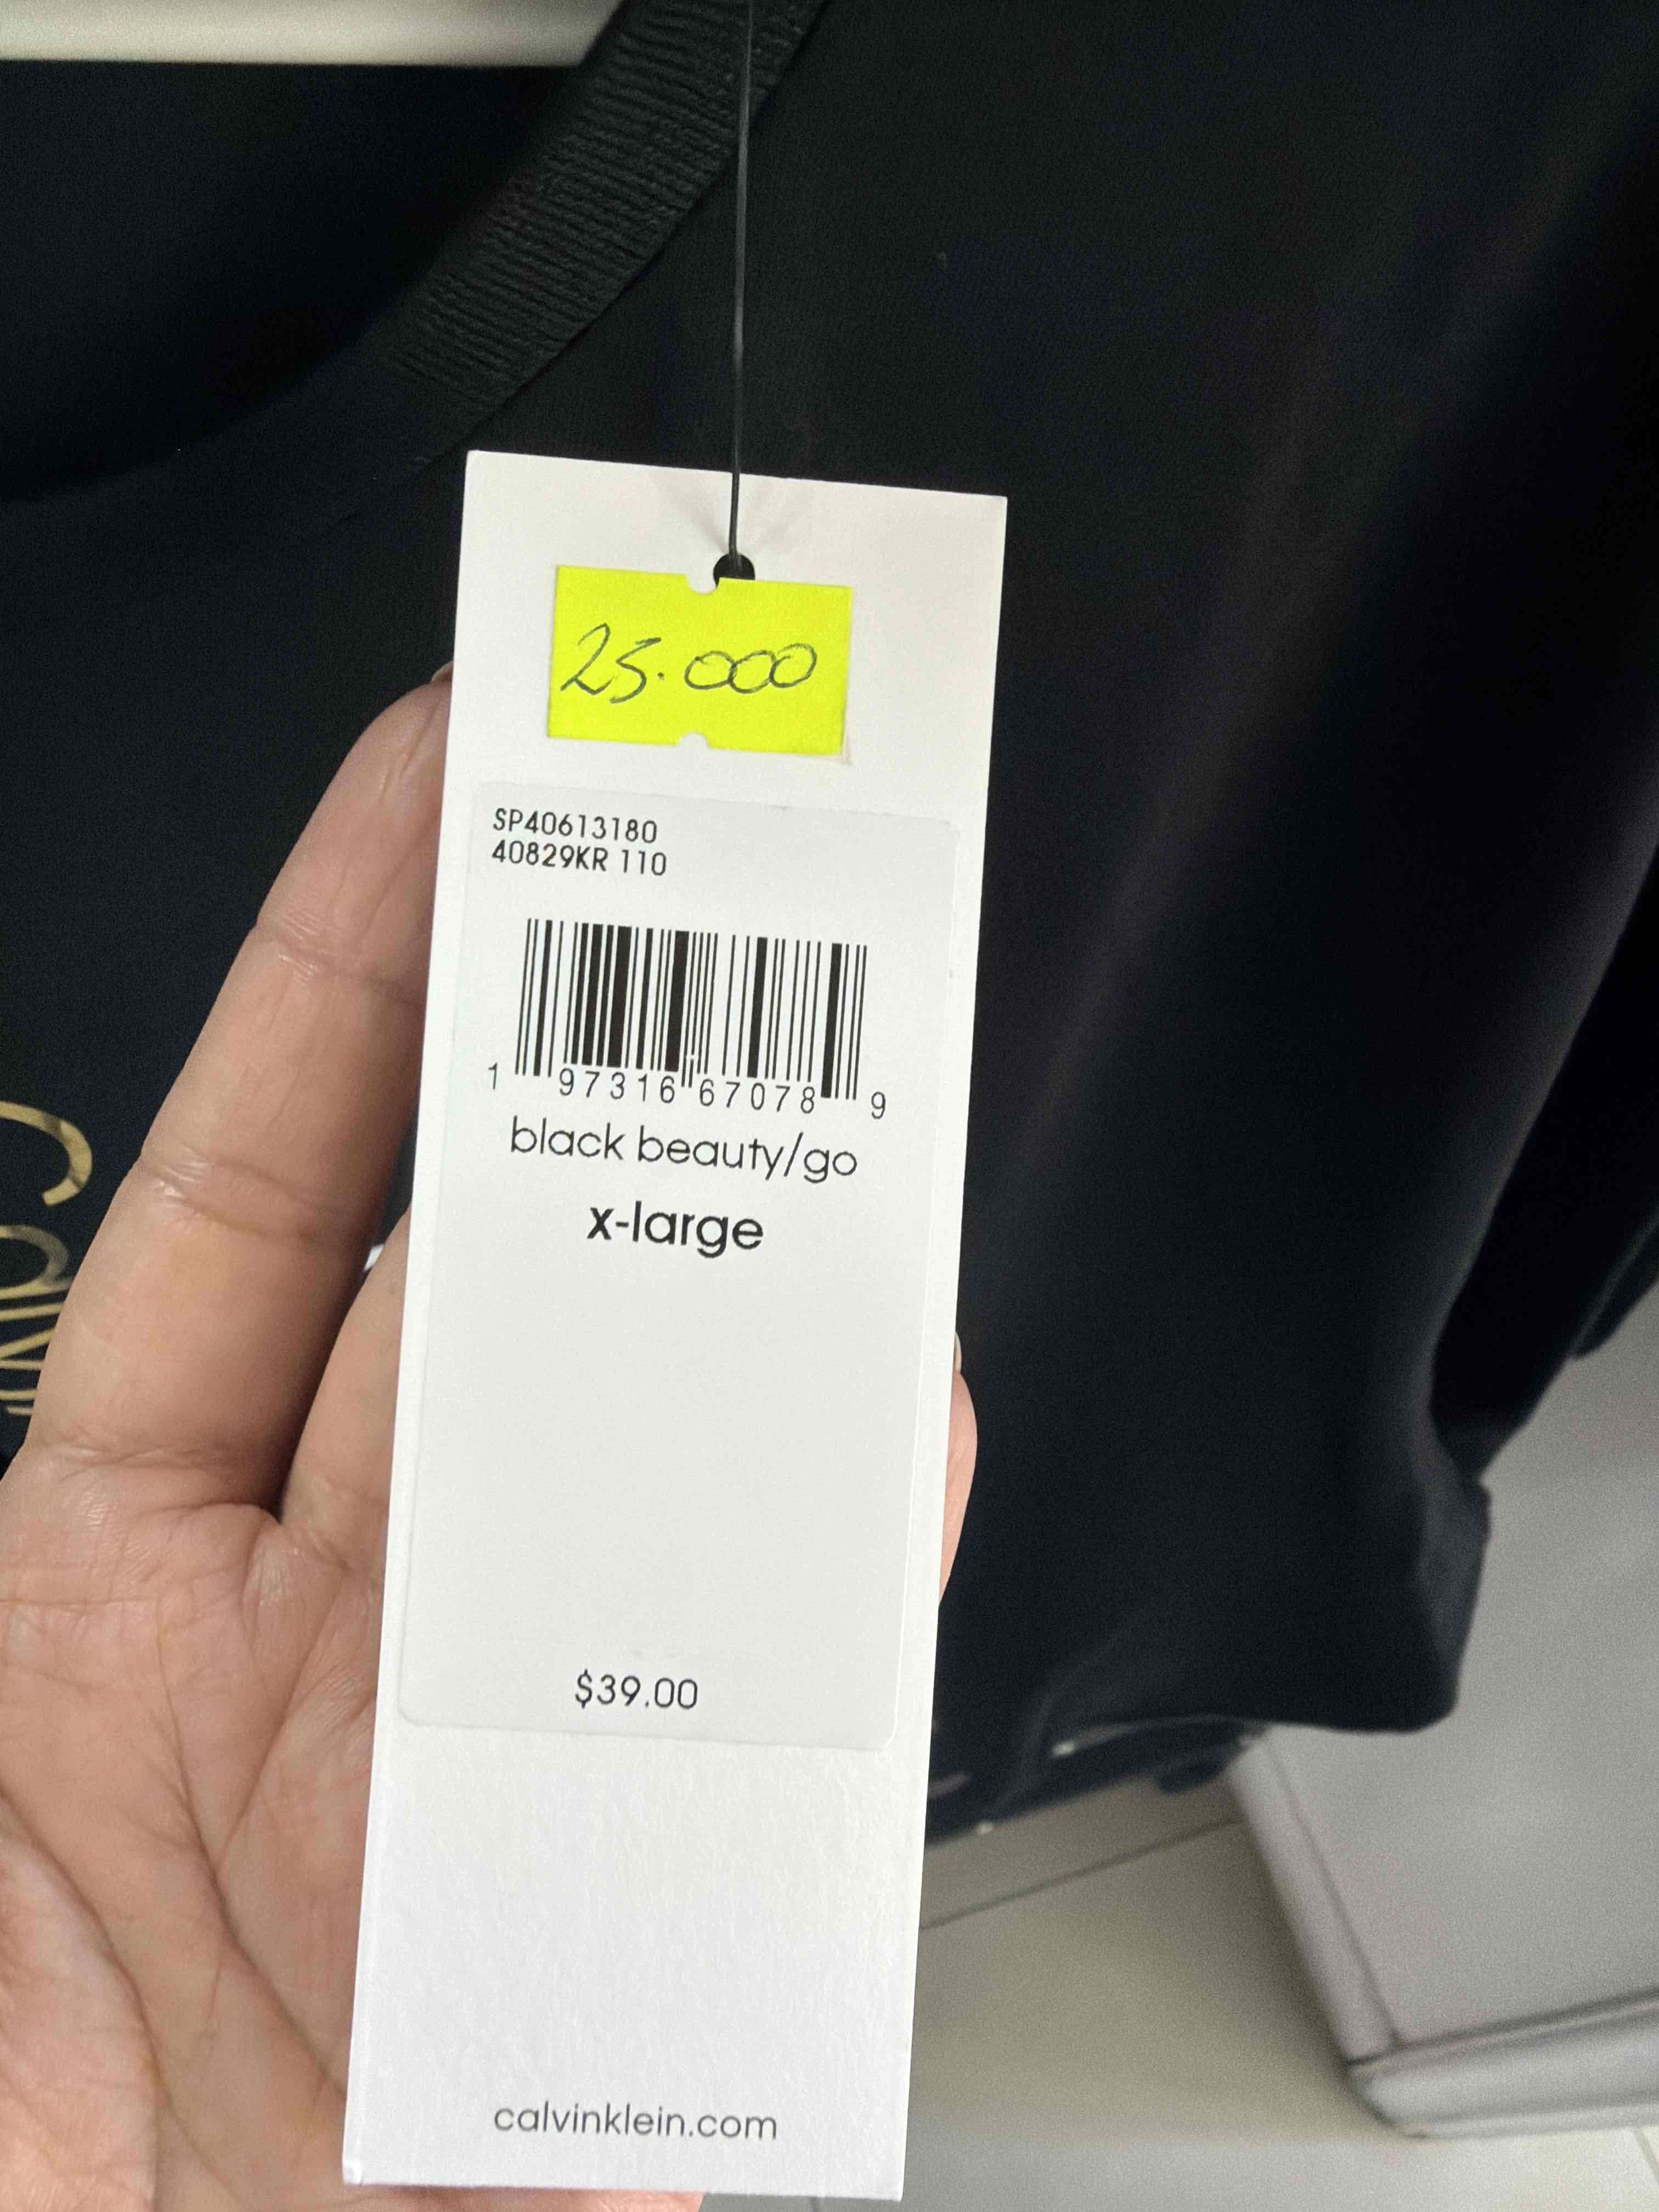 25.000
SP40613180
40829KR 110
1 97316 67078 9
black beauty/go
x-large
$39.00
calvinklein.com